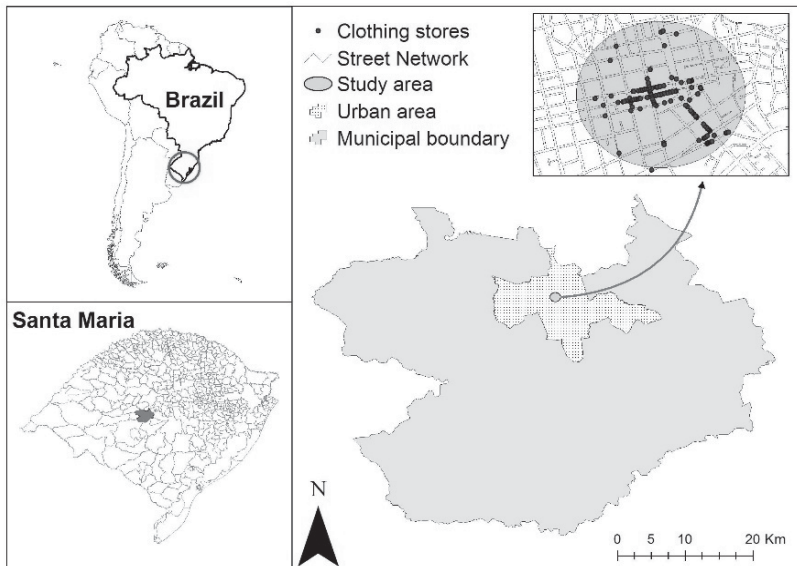 Brazil
Santa Maria
Clothing stores
Street Network
Study area
Urban area
Municipal boundary
N
0 5 10 20 Km